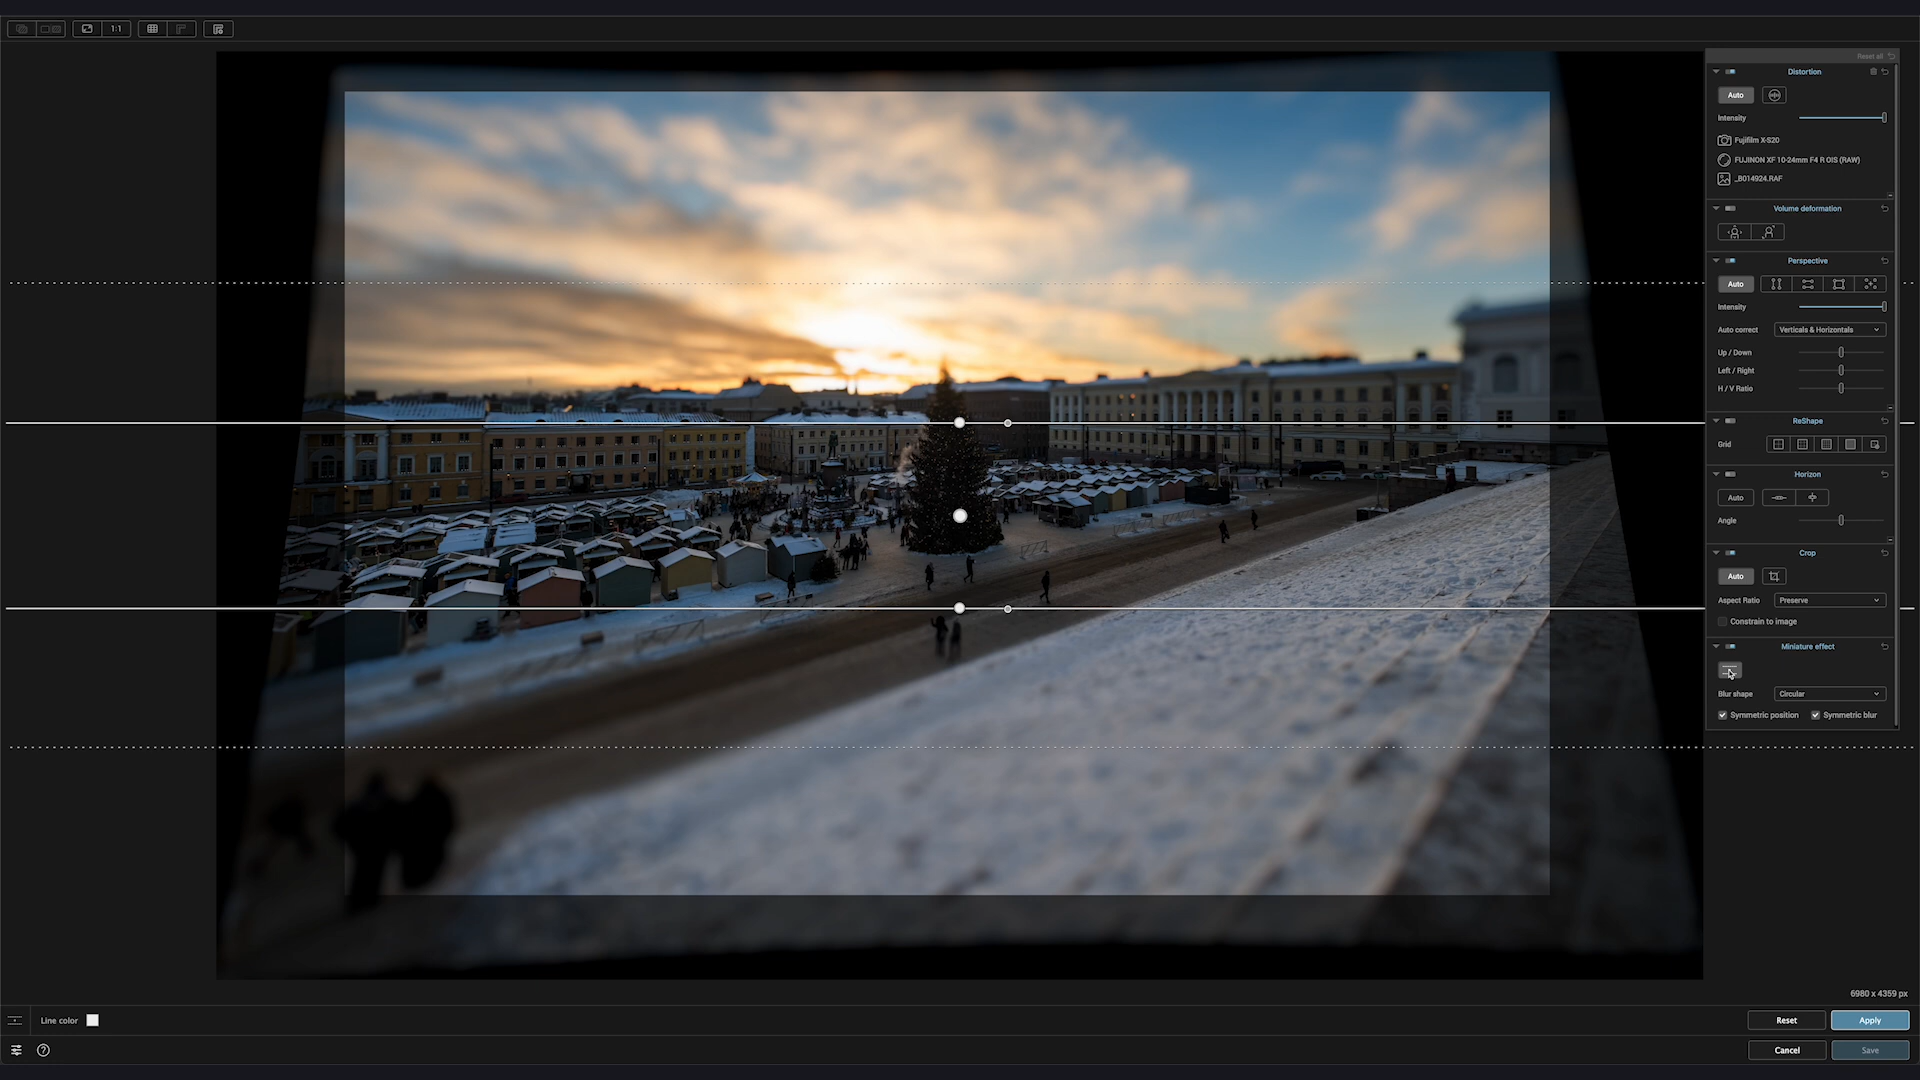 1:1
Reset all
Distortion
Auto
Intensity
Fujifilm X-S20
FUJINON XF 10-24mm F4 R OIS (RAW)
_B014924.RAF
Volume deformation
Perspective
Auto
Intensity
Auto correct Verticals & Horizontals
Up / Down
Left / Right
H / V Ratio
ReShape
Grid
Horizon
Auto
Angle
Crop
Auto
Aspect Ratio Preserve
Constrain to image
Miniature effect
Blur shape Circular
Symmetric position Symmetric blur
6980 x 4359 px
Line color Reset Apply
Cancel Save